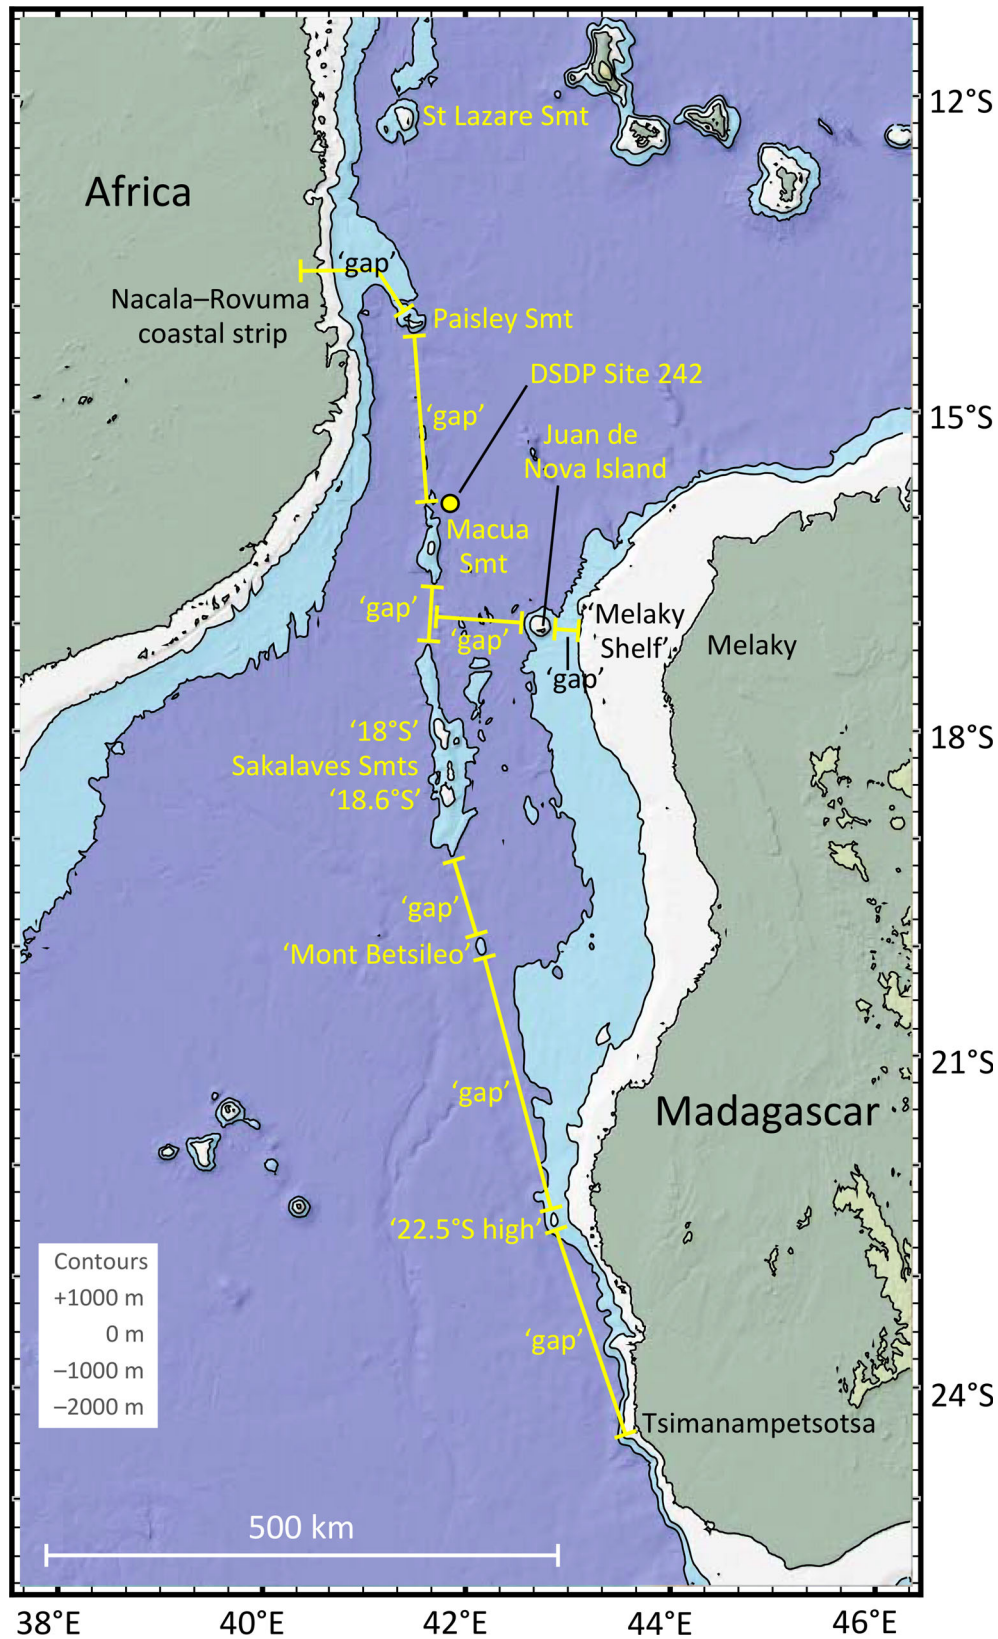 12°S
St Lazare Smt
Africa
‘gap’
Nacala–Rovuma
coastal strip
Paisley Smt
DSDP Site 242
‘gap’
15°S
Juan de
Nova Island
Macua
Smt
‘gap’
‘gap’
‘gap’
‘Melaky
Shelf’
Melaky
‘18°S’
Sakalaves Smts
‘18.6°S’
18°S
‘gap’
‘Mont Betsileo’
21°S
‘gap’
Madagascar
‘22.5°S high’
Contours
+1000 m
0 m
–1000 m
–2000 m
‘gap’
24°S
Tsimanampetsotsa
500 km
38°E
40°E
42°E
44°E
46°E